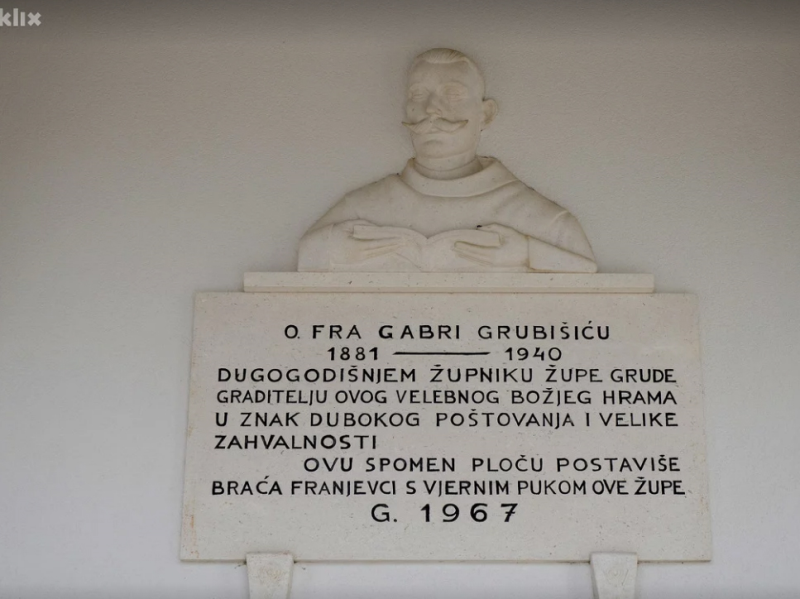 klix
O. FRA GABRI GRUBIŠIĆU
1881 — 1940
DUGOGODIŠNJEM ŽUPNIKU ŽUPE GRUDE
GRADITELJU OVOG VELEBNOG BOŽJEG HRAMA
U ZNAK DUBOKOG POŠTOVANJA I VELIKE
ZAHVALNOSTI
OVU SPOMEN PLOČU POSTAVIŠE
BRAĆA FRANJEVCI S VJERNIM PUKOM OVE ŽUPE
G. 1967